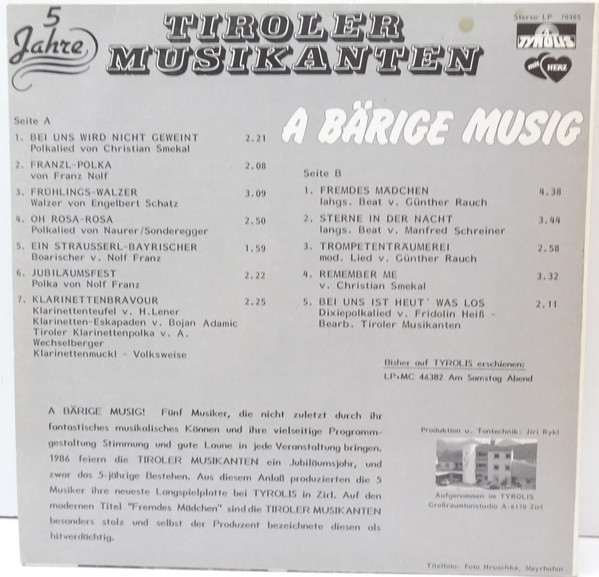 5 Jahre
TIROLER
MUSIKANTEN
Stereo LP 70385
TYROLIS
MEIN HERZ
A BÄRIGE MUSIG
Seite A
1. BEI UNS WIRD NICHT GEWEINT 2.21
Polkalied von Christian Smekal
2. FRANZL-POLKA 2.08
von Franz Nolf
3. FRÜHLINGS-WALZER 3.09
Walzer von Engelbert Schatz
4. OH ROSA-ROSA 2.50
Polkalied von Naurer/Sonderegger
5. EIN STRÄUSSERL-BAYRISCHER 1.59
Boarischer v. Nolf Franz
6. JUBILÄUMSFEST 2.22
Polka von Nolf Franz
7. KLARINETTENBRAVOUR 2.25
Klarinettenteufel v. H.Lener
Klarinetten-Eskapaden v. Bojan Adamic
Tiroler Klarinettenpolka v. A.
Wechselberger
Klarinettenmuckl - Volksweise
Seite B
1. FREMDES MÄDCHEN 4.38
lahgs. Beat v. Günther Rauch
2. STERNE IN DER NACHT 3.44
langs. Beat v. Manfred Schreiner
3. TROMPETENTRÄUMEREI 2.58
mod. Lied v. Günther Rauch
4. REMEMBER ME 3.32
v. Christian Smekal
5. BEI UNS IST HEUT' WAS LOS 2.11
Dixiepolkalied v. Fridolin Heiß -
Bearb. Tiroler Musikanten
Bisher auf TYROLIS erschienen:
LP+MC 46382 Am Samstag Abend
A BÄRIGE MUSIG! Fünf Musiker, die nicht zuletzt durch ihr
fantastisches musikalisches Können und ihre vielseitige Programm-
gestaltung Stimmung und gute Laune in jede Veranstaltung bringen.
1986 feiern die TIROLER MUSIKANTEN ein Jubiläumsjahr, und
zwar das 5-jährige Bestehen. Aus diesem Anlaß produzierten die 5
Musiker ihre neueste Langspielplatte bei TYROLIS in Zirl. Auf den
modernen Titel "Fremdes Mädchen" sind die TIROLER MUSIKANTEN
besonders stolz und selbst der Produzent bezeichnete diesen als
hitverdächtig.
Produktion u. Tontechnik: Jiri Rykl
Aufgenommen im TYROLIS
Großraumtonstudio A-6170 Zirl
Titelfoto: Foto Hruschka, Mayrhofen